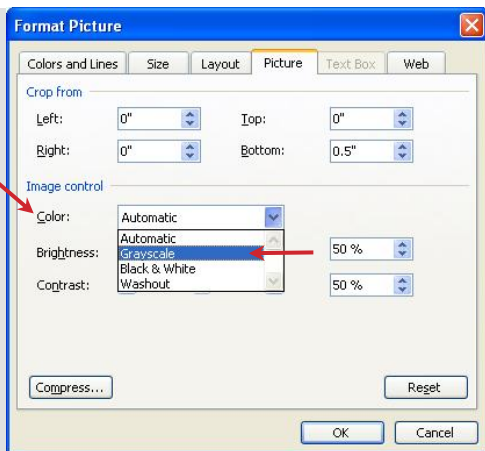 Format Picture
Colors and Lines Size Layout Picture Text Box Web
Crop from
Left: 0" Top: 0"
Right: 0" Bottom: 0.5"
Image control
Color: Automatic
Automatic
Brightness: Grayscale 50 %
Black & White
Contrast: Washout 50 %
Compress... Reset
OK Cancel